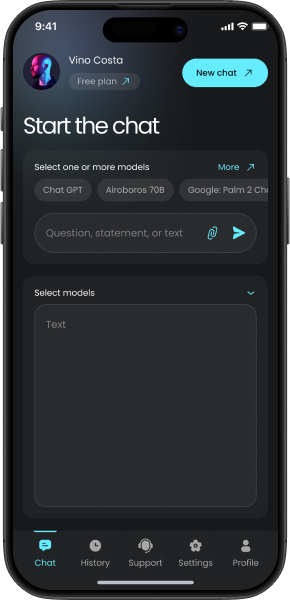 9:41
Vino Costa
Free plan
New chat
Start the chat
Select one or more models
More
Chat GPT
Airoboros 70B
Google: Palm 2 Ch
Question, statement, or text
Select models
Text
Chat
History
Support
Settings
Profile